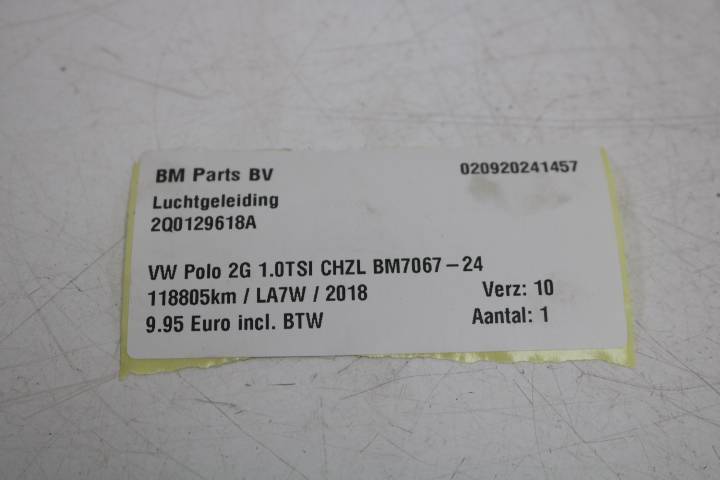 BM Parts BV 020920241457
Luchtgeleiding
2Q0129618A
VW Polo 2G 1.0TSI CHZL BM7067-24
118805km / LA7W / 2018 Verz: 10
9.95 Euro incl. BTW Aantal: 1